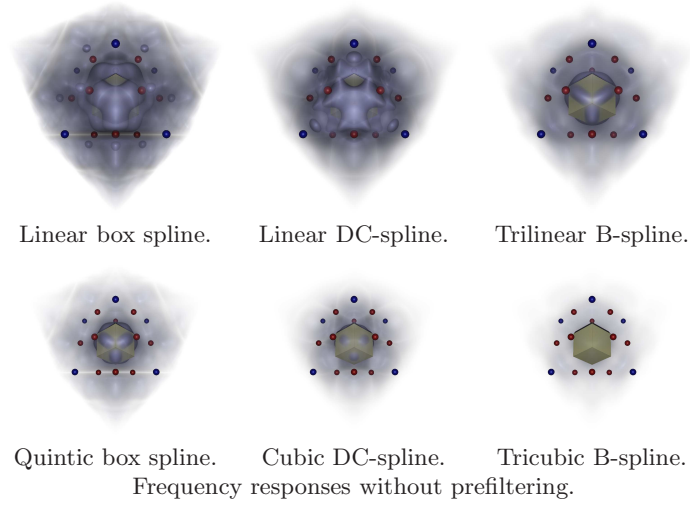 Linear box spline. Linear DC-spline. Trilinear B-spline.
Quintic box spline. Cubic DC-spline. Tricubic B-spline.
Frequency responses without prefiltering.